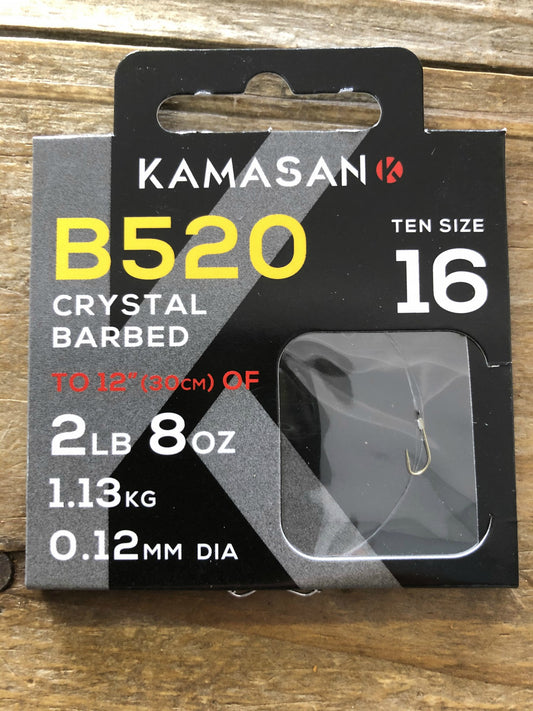 KAMASAN K
B520
CRYSTAL
BARBED
TEN SIZE
16
TO 12" (30CM) OF
2LB 8OZ
1.13KG
0.12MM DIA